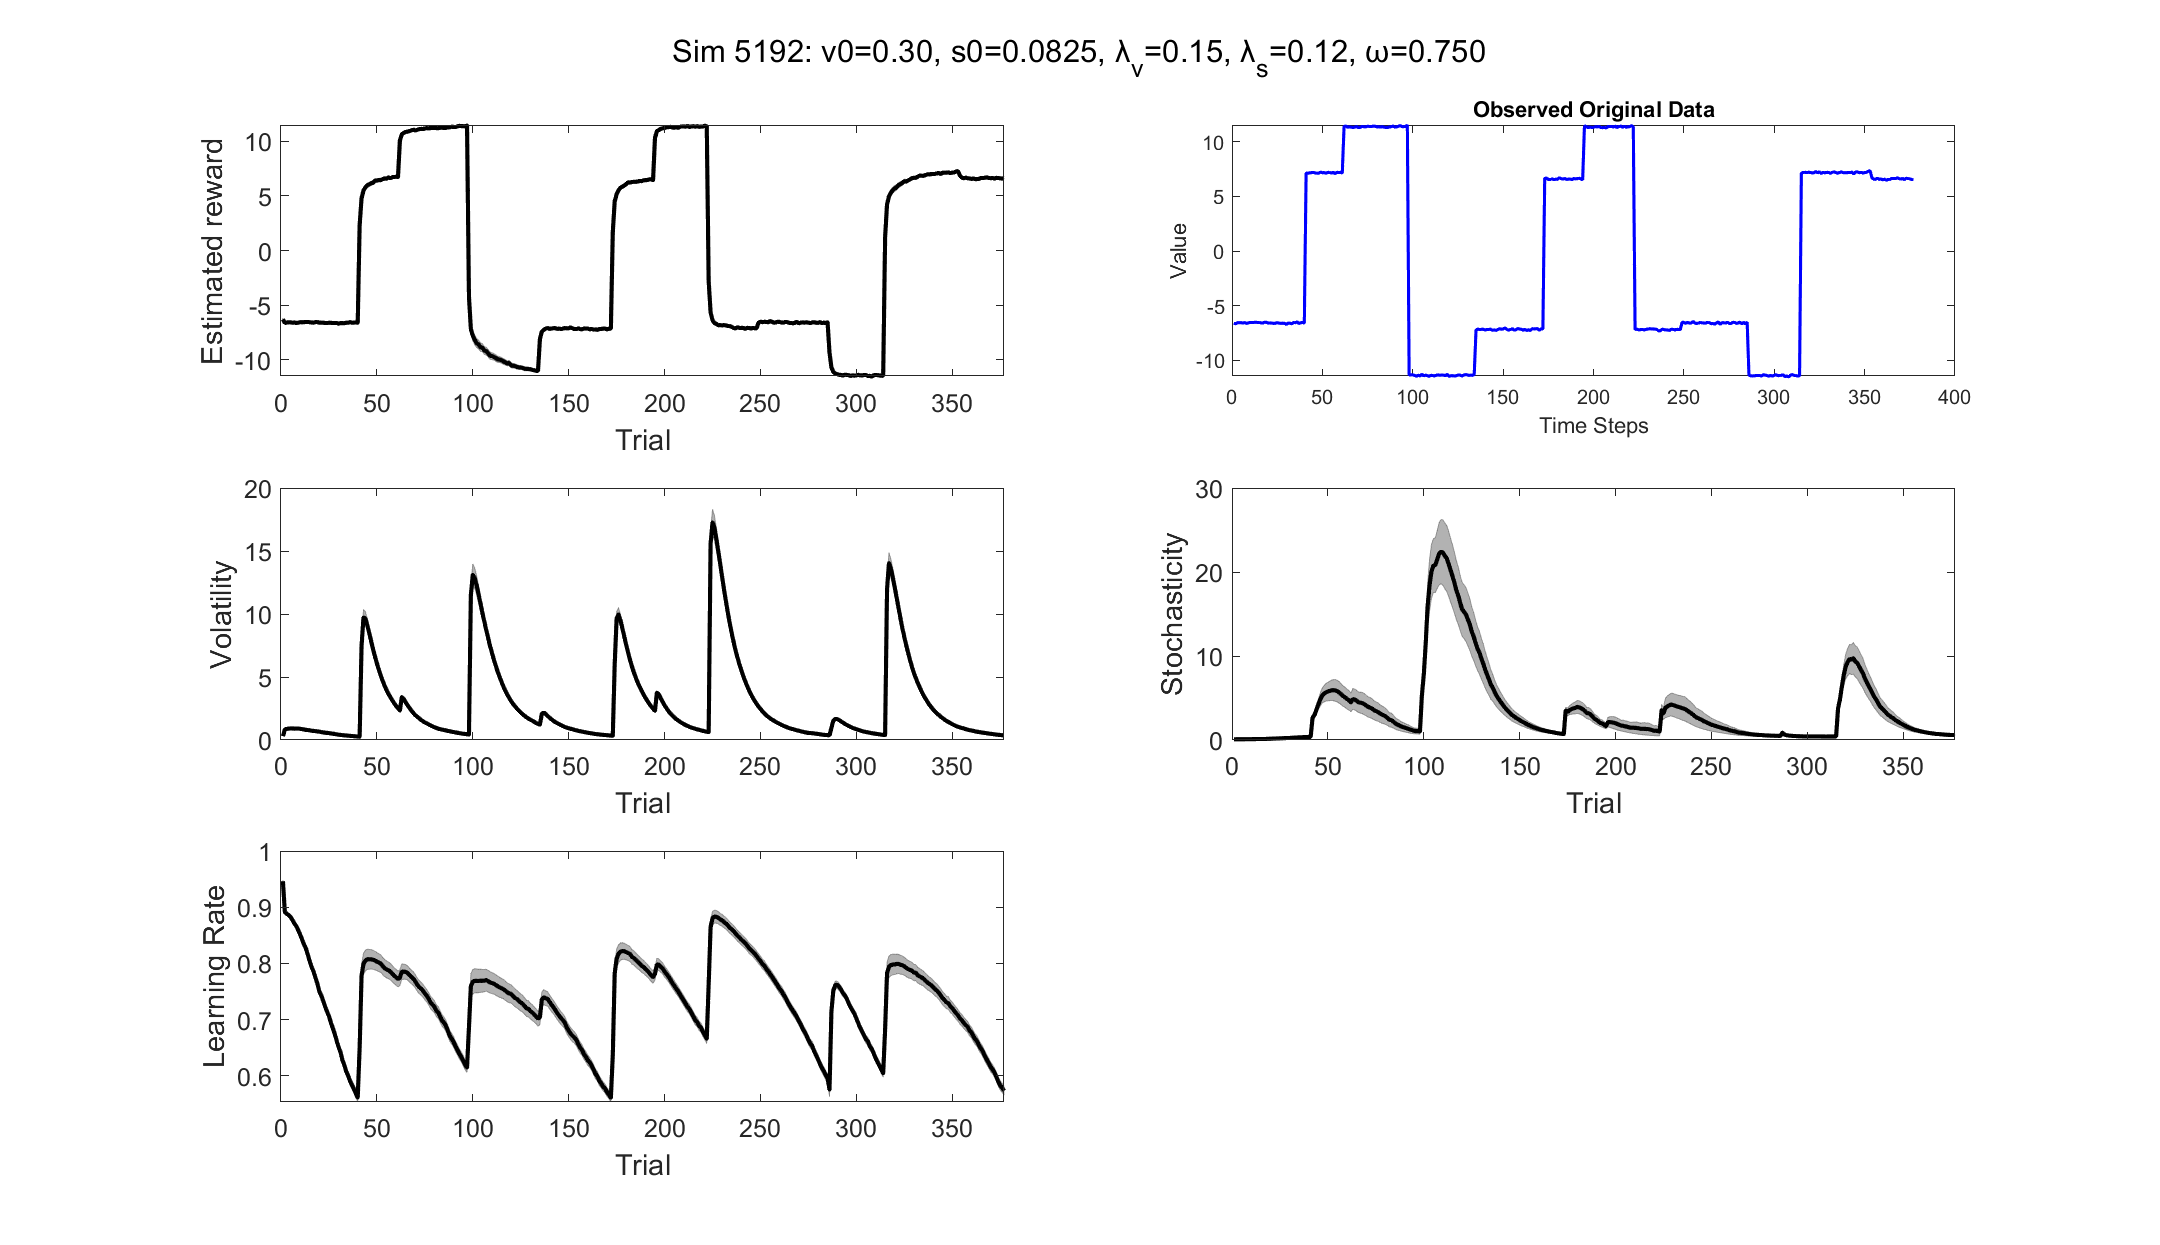 Sim 5192: v0=0.30, s0=0.0825, λ_v=0.15, λ_s=0.12, ω=0.750
Estimated reward
10
5
0
-5
-10
0 50 100 150 200 250 300 350
Trial
Observed Original Data
Value
10
5
0
-5
-10
0 50 100 150 200 250 300 350 400
Time Steps
Volatility
20
15
10
5
0
0 50 100 150 200 250 300 350
Trial
Stochasticity
30
20
10
0
0 50 100 150 200 250 300 350
Trial
Learning Rate
1
0.9
0.8
0.7
0.6
0 50 100 150 200 250 300 350
Trial